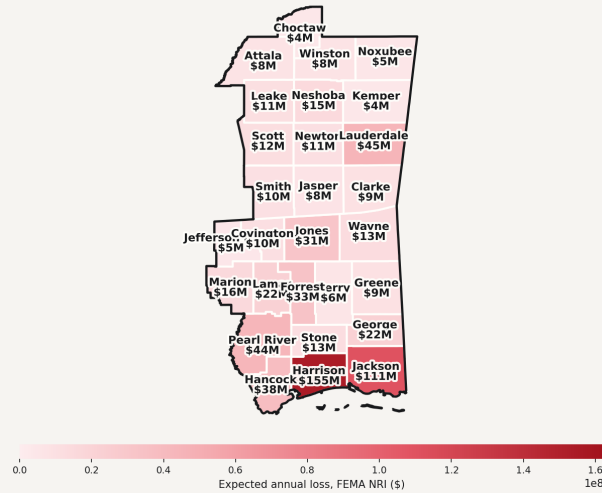 Choctaw
$4M
Attala
$8M
Winston
$8M
Noxubee
$5M
Leake
$11M
Neshoba
$15M
Kemper
$4M
Scott
$12M
Newton
$11M
Lauderdale
$45M
Smith
$10M
Jasper
$8M
Clarke
$9M
Jefferson
$5M
Covington
$10M
Jones
$31M
Wayne
$13M
Marion
$16M
Lam
$22M
Forrest
$33M
erry
$6M
Greene
$9M
George
$22M
Pearl River
$44M
Stone
$13M
Hancock
$38M
Harrison
$155M
Jackson
$111M
0.0 0.2 0.4 0.6 0.8 1.0 1.2 1.4 1.6
1e8
Expected annual loss, FEMA NRI ($)